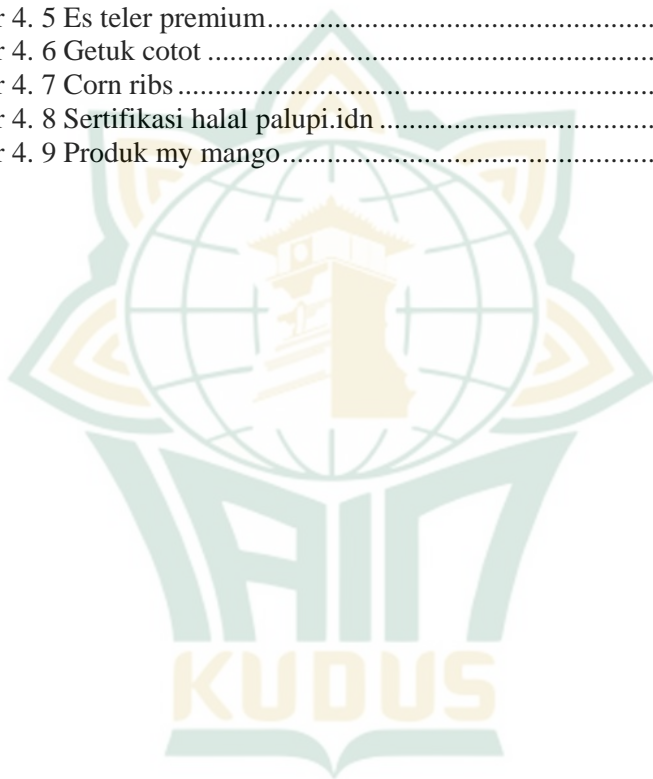 r 4. 5 Es teler premium..........................................................
r 4. 6 Getuk cotot ..................................................................
r 4. 7 Corn ribs .......................................................................
r 4. 8 Sertifikasi halal palupi.idn ..........................................
r 4. 9 Produk my mango........................................................
IAIN
KUDUS